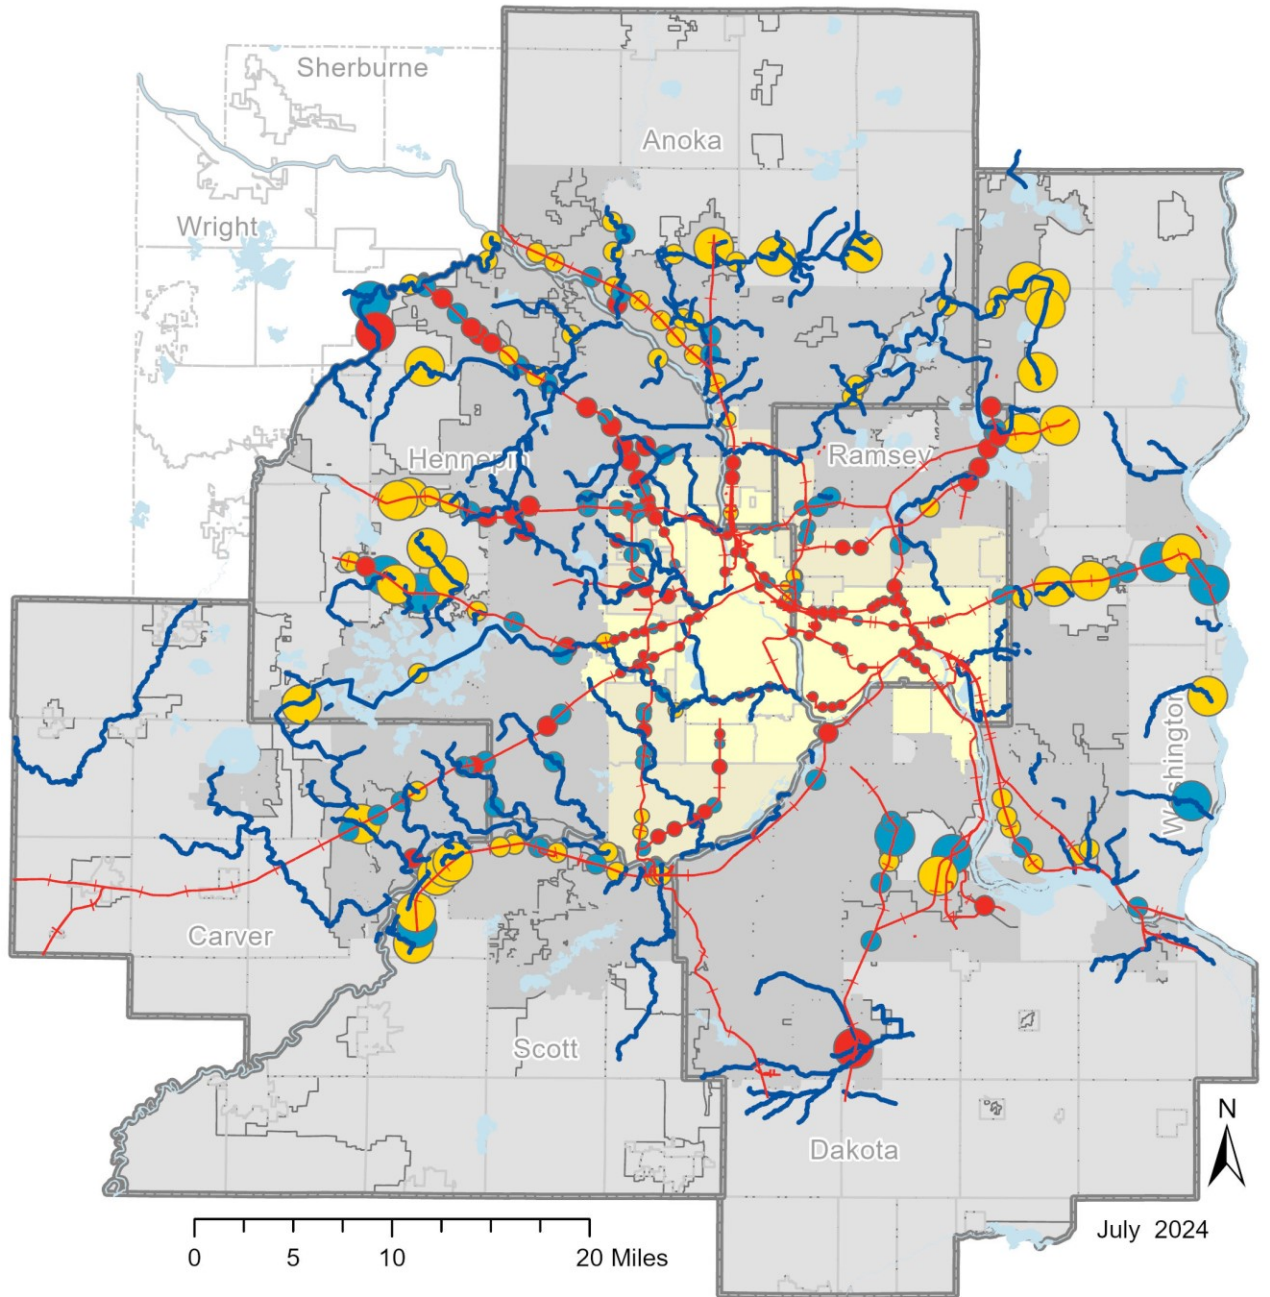 Sherburne
Anoka
Wright
Hennepin
Ramsey
Washington
Carver
Scott
Dakota
N
July 2024
0 5 10 20 Miles